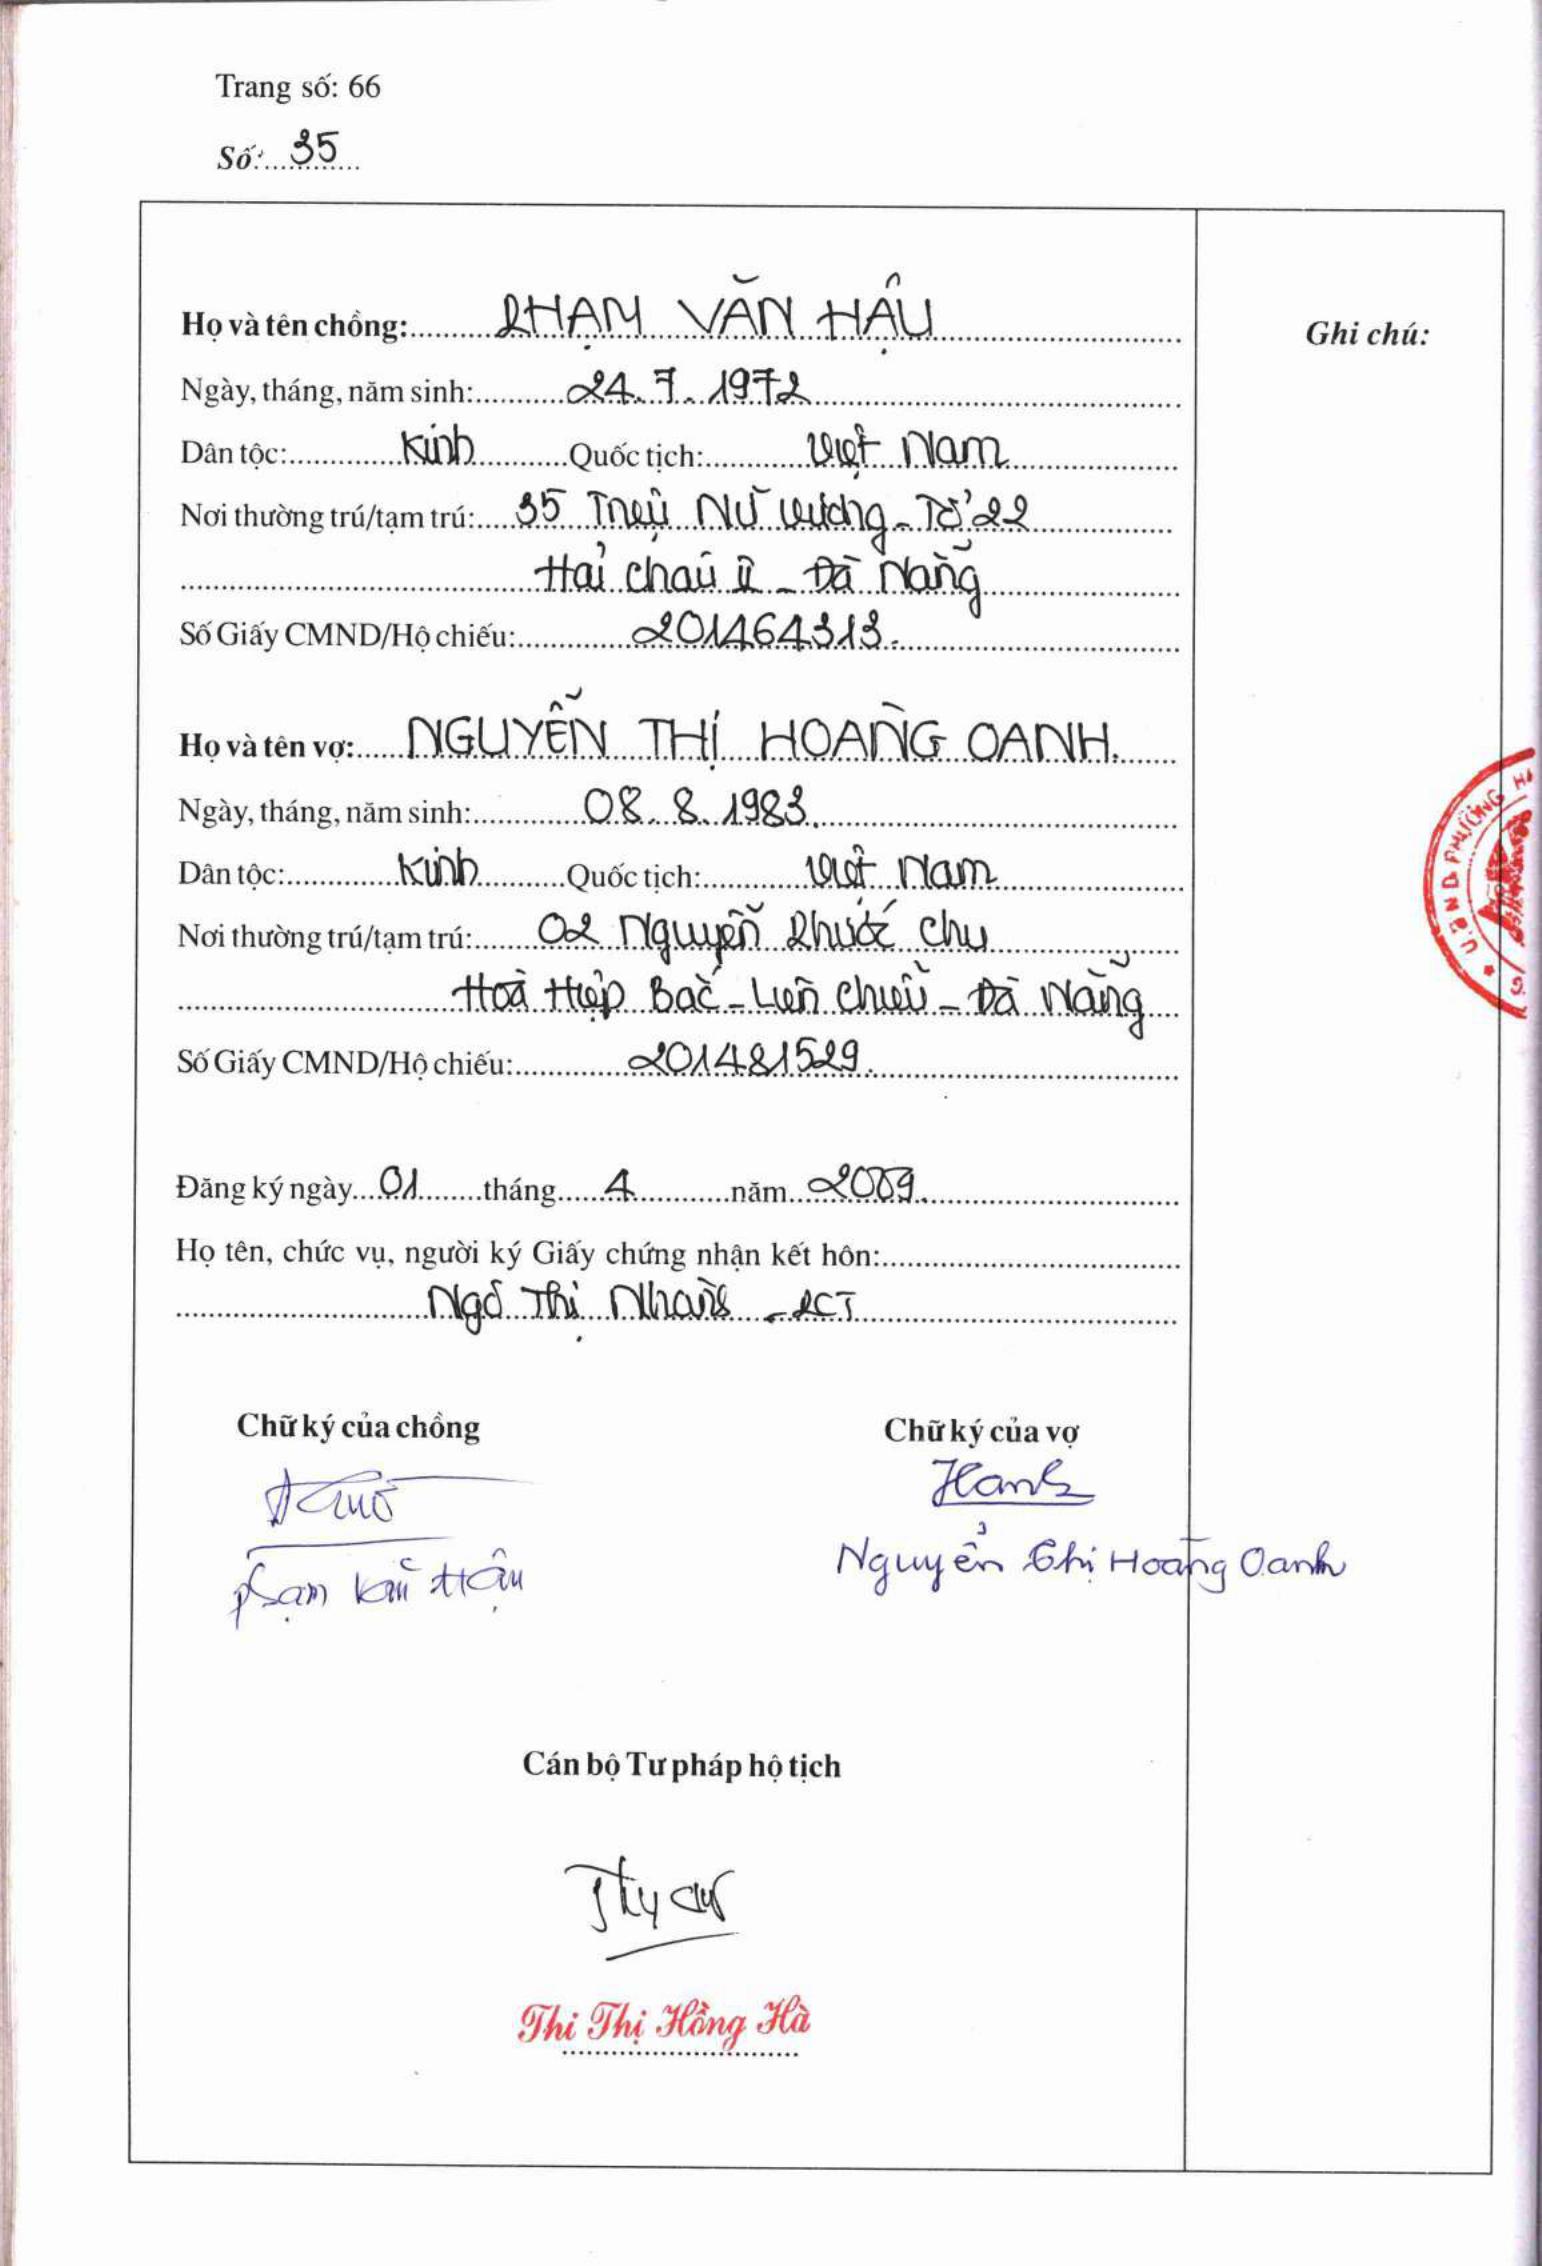 Trang số: 66
Số: 35
Họ và tên chồng: PHẠM VĂN HẬU
Ghi chú:
Ngày, tháng, năm sinh: 24.7.1972
Dân tộc: Kinh Quốc tịch: Việt Nam
Nơi thường trú/tạm trú: 35 Triệu Nữ Vương - Tổ 22
Hải Châu II - Đà Nẵng
Số Giấy CMND/Hộ chiếu: 201464313.
Họ và tên vợ: NGUYỄN THỊ HOÀNG OANH.
Ngày, tháng, năm sinh: 08.8.1983.
Dân tộc: Kinh Quốc tịch: Việt Nam
Nơi thường trú/tạm trú: 02 Nguyễn Phước Chu
Hoà Hiệp Bắc - Liên Chiểu - Đà Nẵng
Số Giấy CMND/Hộ chiếu: 201481529.
U.B.N.D PHƯỜNG H
Đăng ký ngày 01 tháng 4 năm 2009.
Họ tên, chức vụ, người ký Giấy chứng nhận kết hôn:
Ngô Thị Nhàn - PCT
Chữ ký của chồng Chữ ký của vợ
Phạm Văn Hậu
Nguyễn Thị Hoàng Oanh
Cán bộ Tư pháp hộ tịch
Thi Thị Hồng Hà